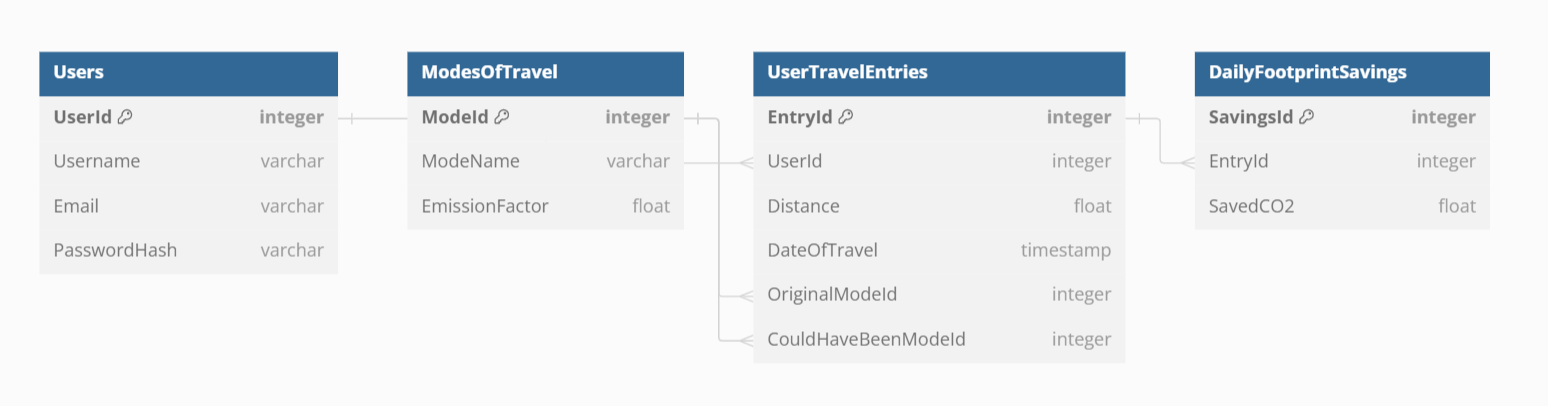 Users
UserId integer
Username varchar
Email varchar
PasswordHash varchar
ModesOfTravel
ModeId integer
ModeName varchar
EmissionFactor float
UserTravelEntries
EntryId integer
UserId integer
Distance float
DateOfTravel timestamp
OriginalModeId integer
CouldHaveBeenModeId integer
DailyFootprintSavings
SavingsId integer
EntryId integer
SavedCO2 float